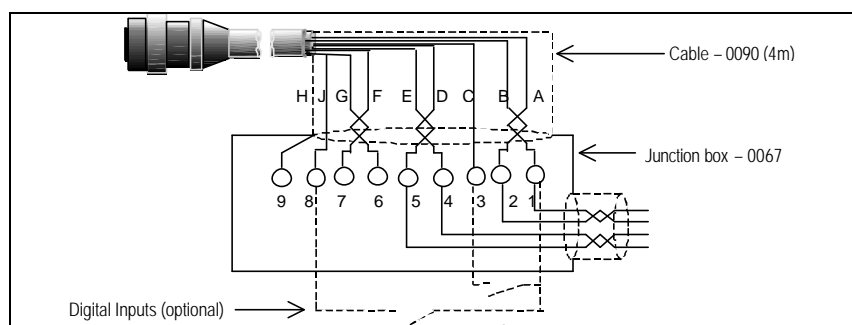 Cable – 0090 (4m)
H J G F E D C B A
Junction box – 0067
9 8 7 6 5 4 3 2 1
Digital Inputs (optional)